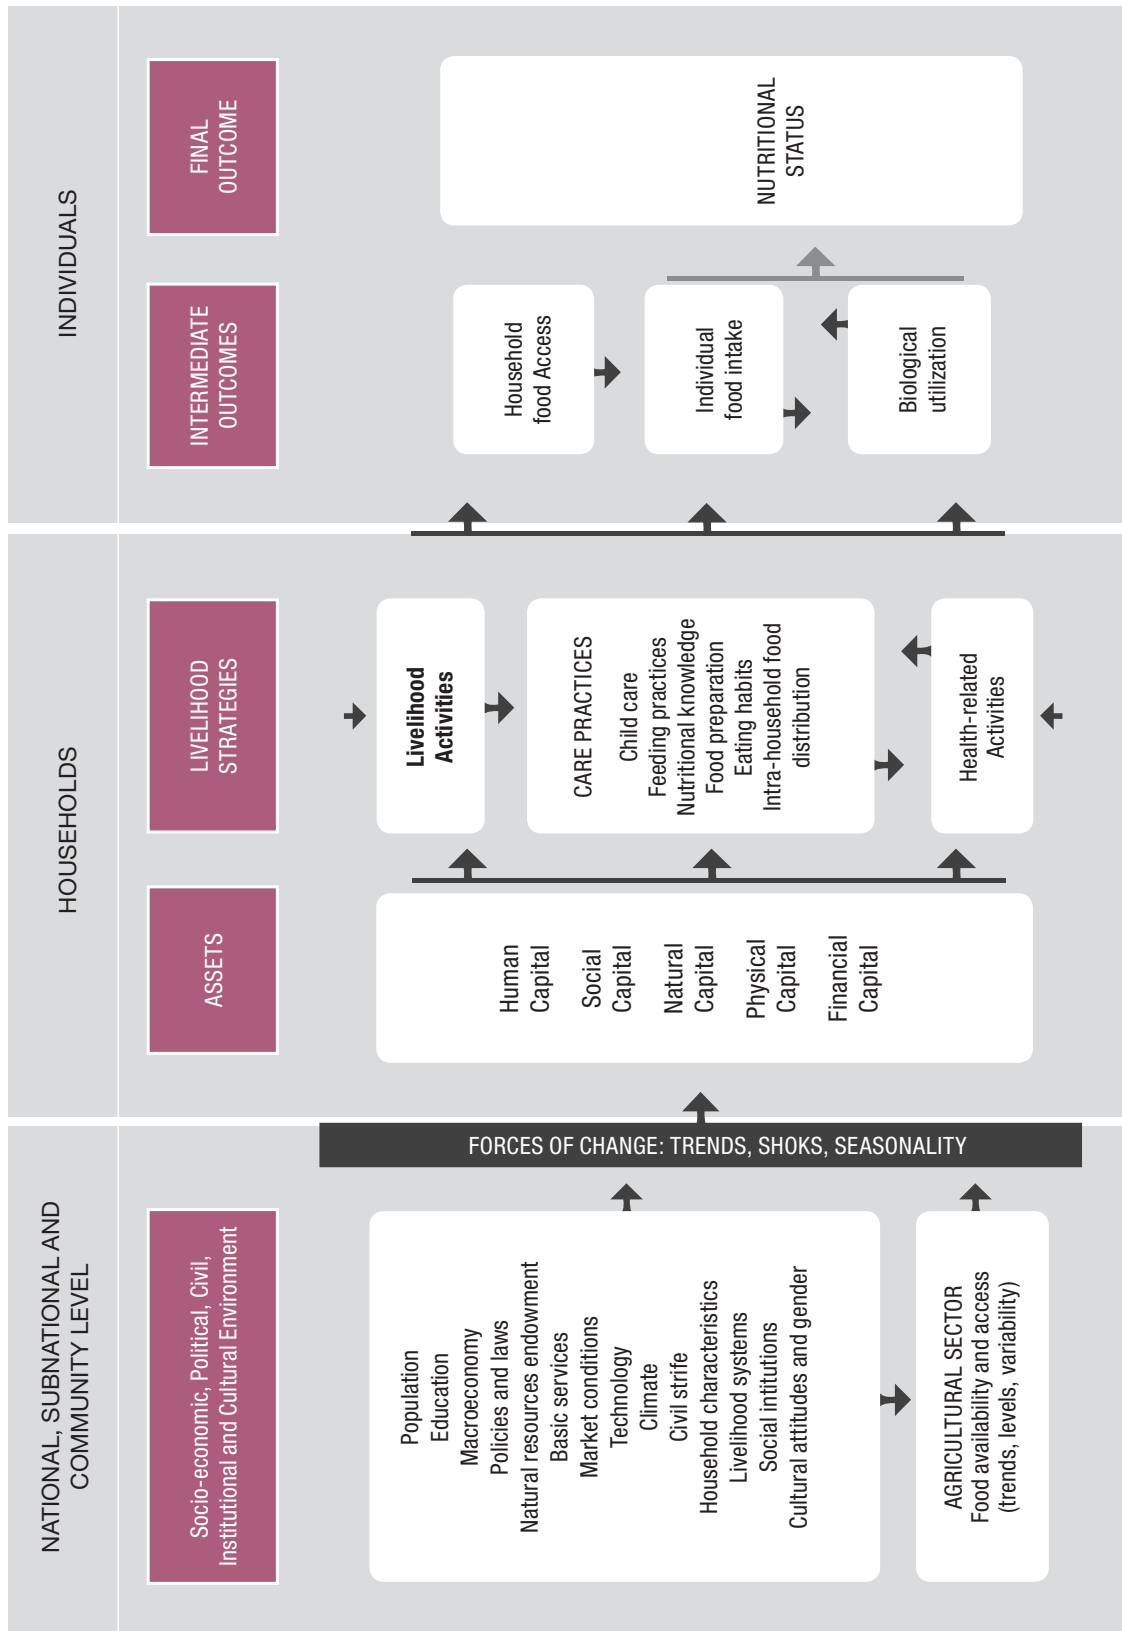 NATIONAL, SUBNATIONAL AND
COMMUNITY LEVEL
Socio-economic, Political, Civil,
Institutional and Cultural Environment
Population
Education
Macroeconomy
Policies and laws
Natural resources endowment
Basic services
Market conditions
Technology
Climate
Civil strife
Household characteristics
Livelihood systems
Social intitutions
Cultural attitudes and gender
AGRICULTURAL SECTOR
Food availability and access
(trends, levels, variability)
FORCES OF CHANGE: TRENDS, SHOKS, SEASONALITY
HOUSEHOLDS
ASSETS
Human
Capital
Social
Capital
Natural
Capital
Physical
Capital
Financial
Capital
LIVELIHOOD
STRATEGIES
Livelihood
Activities
CARE PRACTICES
Child care
Feeding practices
Nutritional knowledge
Food preparation
Eating habits
Intra-household food
distribution
Health-related
Activities
INDIVIDUALS
INTERMEDIATE
OUTCOMES
Household
food Access
Individual
food intake
Biological
utilization
FINAL
OUTCOME
NUTRITIONAL
STATUS